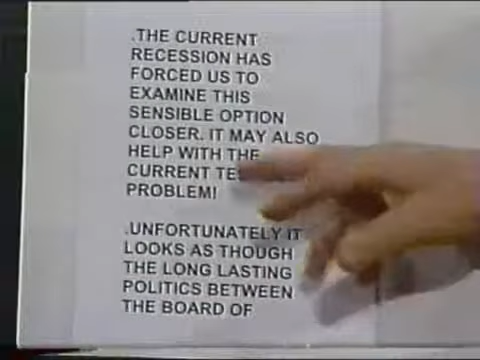 .THE CURRENT
RECESSION HAS
FORCED US TO
EXAMINE THIS
SENSIBLE OPTION
CLOSER. IT MAY ALSO
HELP WITH THE
CURRENT
PROBLEM!
.UNFORTUNATELY IT
LOOKS AS THOUGH
THE LONG LASTING
POLITICS BETWEEN
THE BOARD OF